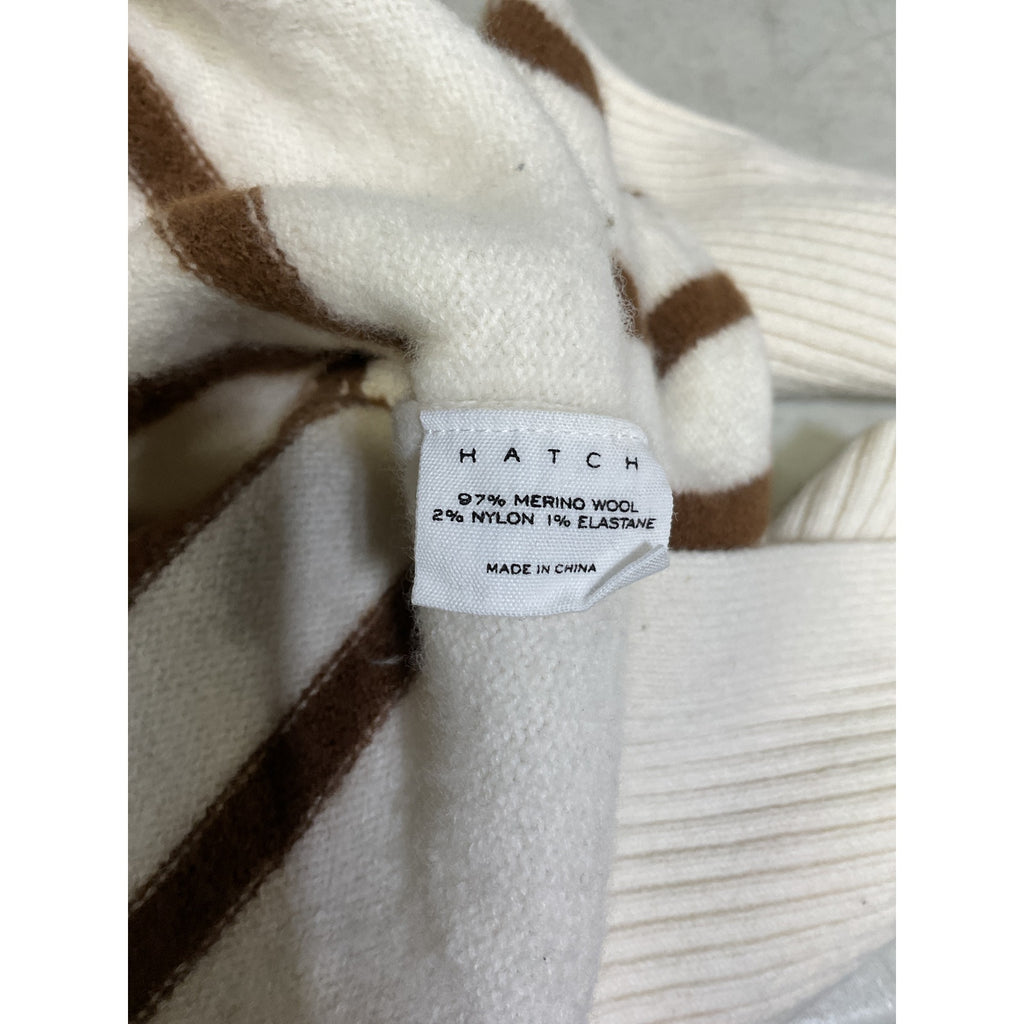 HATCH
97% MERINO WOOL
2% NYLON 1% ELASTANE
MADE IN CHINA